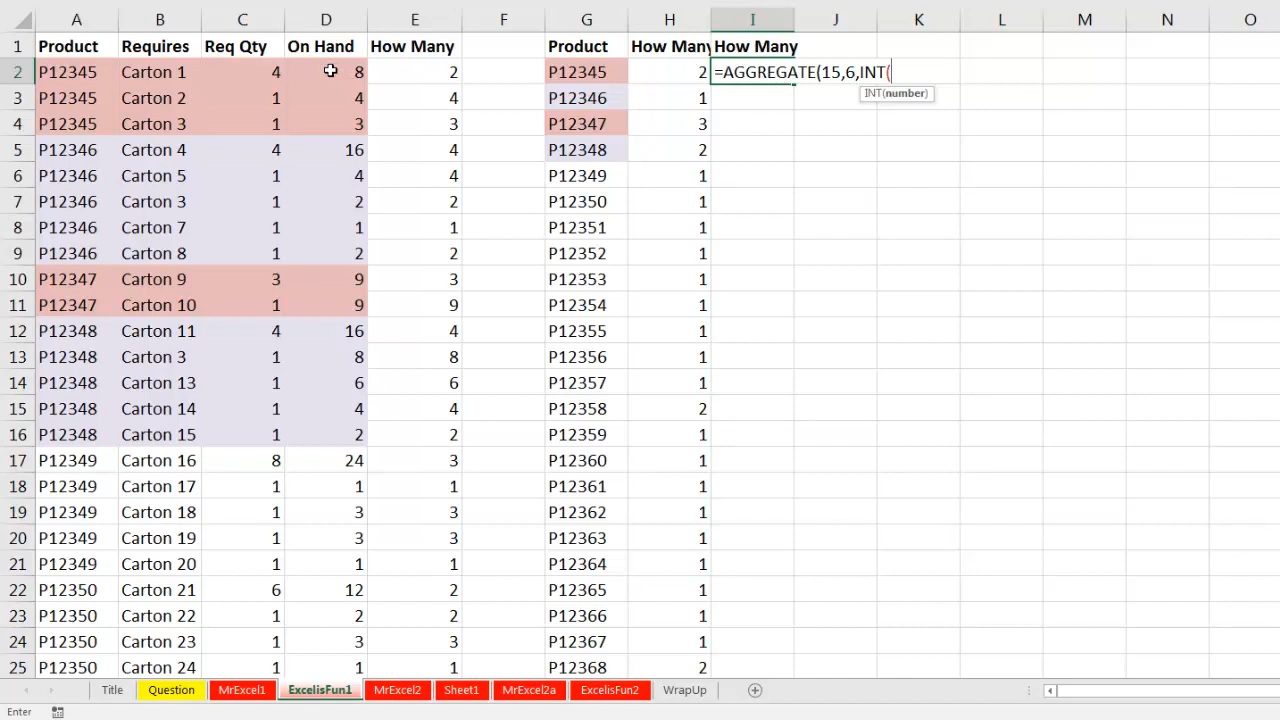 A B C D E F G H I J K L M N O
1 Product Requires Req Qty On Hand How Many Product How Many How Many
2 P12345 Carton 1 4 8 2 P12345 2 =AGGREGATE(15,6,INT(
INT(number)
3 P12345 Carton 2 1 4 4 P12346 1
4 P12345 Carton 3 1 3 3 P12347 3
5 P12346 Carton 4 4 16 4 P12348 2
6 P12346 Carton 5 1 4 4 P12349 1
7 P12346 Carton 3 1 2 2 P12350 1
8 P12346 Carton 7 1 1 1 P12351 1
9 P12346 Carton 8 1 2 2 P12352 1
10 P12347 Carton 9 3 9 3 P12353 1
11 P12347 Carton 10 1 9 9 P12354 1
12 P12348 Carton 11 4 16 4 P12355 1
13 P12348 Carton 3 1 8 8 P12356 1
14 P12348 Carton 13 1 6 6 P12357 1
15 P12348 Carton 14 1 4 4 P12358 2
16 P12348 Carton 15 1 2 2 P12359 1
17 P12349 Carton 16 8 24 3 P12360 1
18 P12349 Carton 17 1 1 1 P12361 1
19 P12349 Carton 18 1 3 3 P12362 1
20 P12349 Carton 19 1 3 3 P12363 1
21 P12349 Carton 20 1 1 1 P12364 1
22 P12350 Carton 21 6 12 2 P12365 1
23 P12350 Carton 22 1 2 2 P12366 1
24 P12350 Carton 23 1 3 3 P12367 1
25 P12350 Carton 24 1 1 1 P12368 2
Title Question MrExcel1 ExcelisFun1 MrExcel2 Sheet1 MrExcel2a ExcelisFun2 WrapUp
Enter